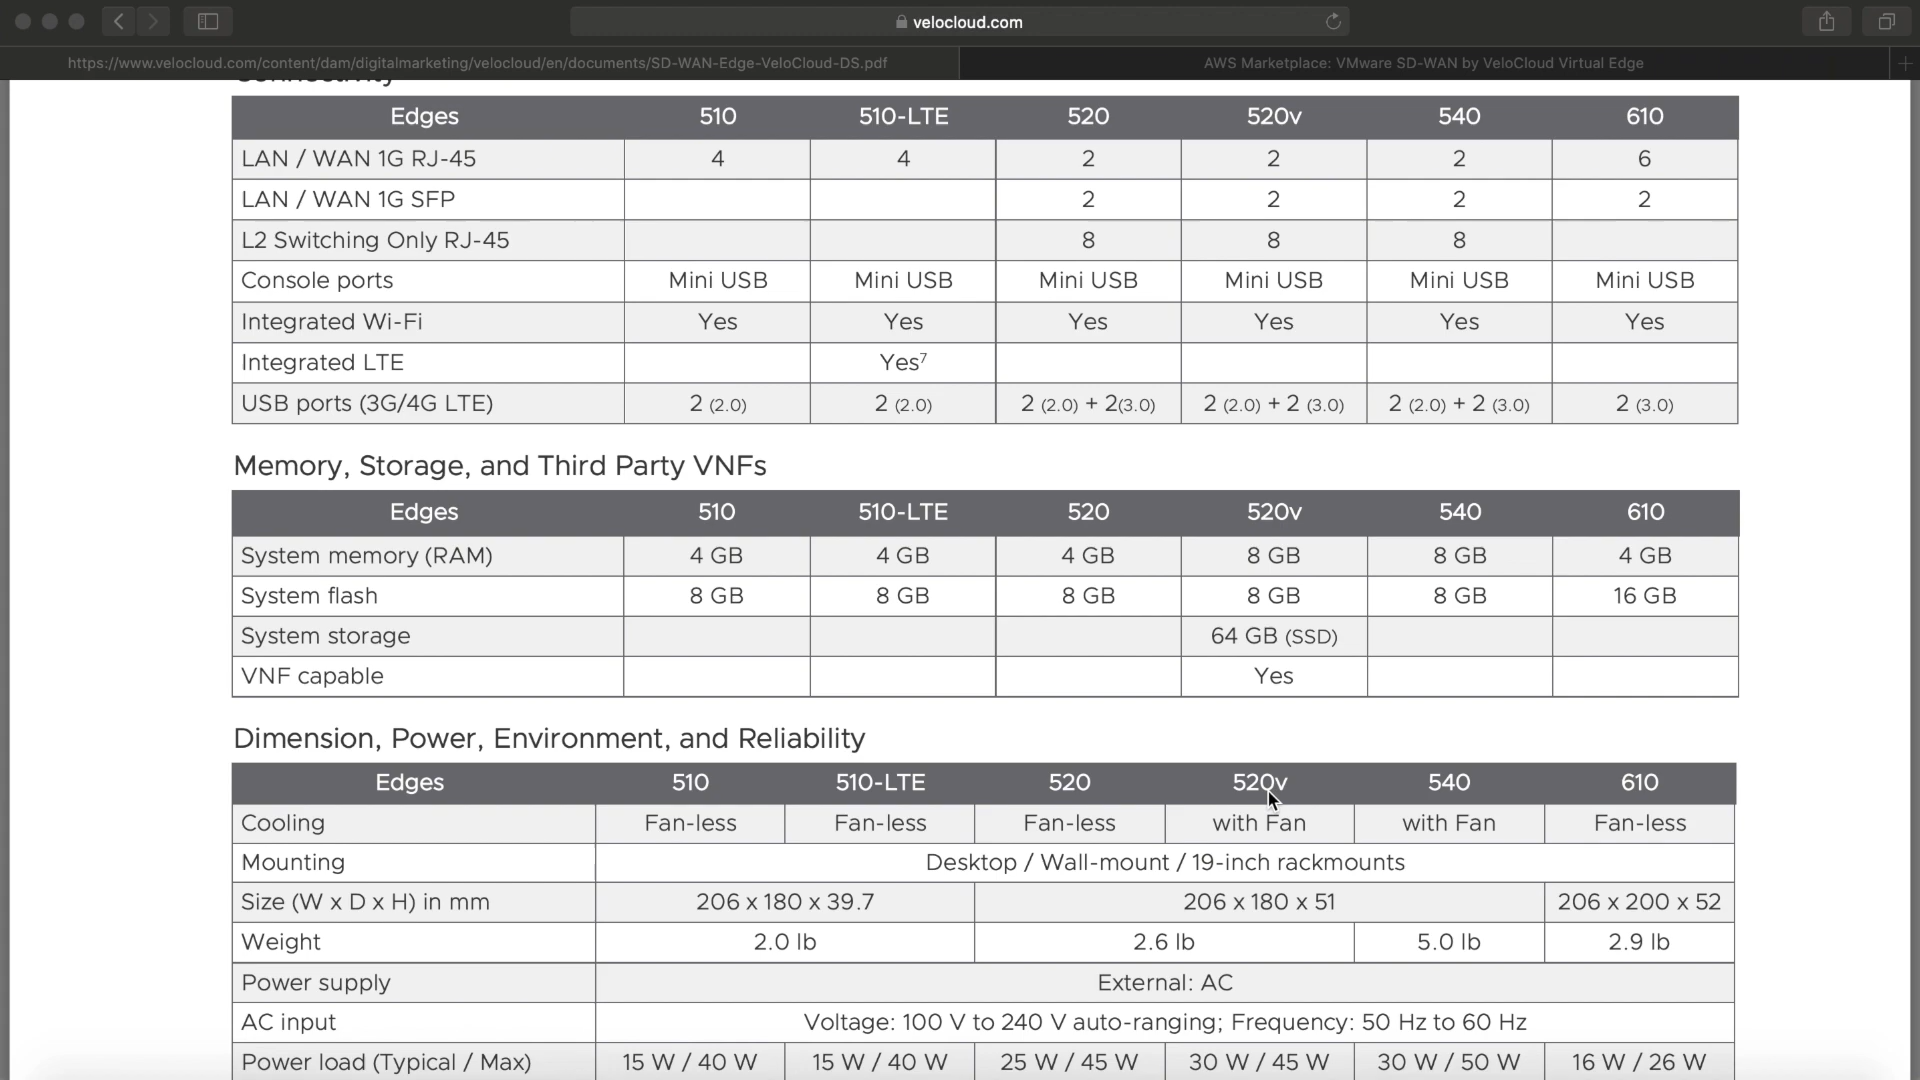 velocloud.com
https://www.velocloud.com/content/dam/digitalmarketing/velocloud/en/documents/SD-WAN-Edge-VeloCloud-DS.pdf AWS Marketplace: VMware SD-WAN by VeloCloud Virtual Edge
Connectivity
Edges 510 510-LTE 520 520v 540 610
LAN / WAN 1G RJ-45 4 4 2 2 2 6
LAN / WAN 1G SFP 2 2 2 2
L2 Switching Only RJ-45 8 8 8
Console ports Mini USB Mini USB Mini USB Mini USB Mini USB Mini USB
Integrated Wi-Fi Yes Yes Yes Yes Yes Yes
Integrated LTE Yes⁷
USB ports (3G/4G LTE) 2 (2.0) 2 (2.0) 2 (2.0) + 2(3.0) 2 (2.0) + 2 (3.0) 2 (2.0) + 2 (3.0) 2 (3.0)
Memory, Storage, and Third Party VNFs
Edges 510 510-LTE 520 520v 540 610
System memory (RAM) 4 GB 4 GB 4 GB 8 GB 8 GB 4 GB
System flash 8 GB 8 GB 8 GB 8 GB 8 GB 16 GB
System storage 64 GB (SSD)
VNF capable Yes
Dimension, Power, Environment, and Reliability
Edges 510 510-LTE 520 520v 540 610
Cooling Fan-less Fan-less Fan-less with Fan with Fan Fan-less
Mounting Desktop / Wall-mount / 19-inch rackmounts
Size (W x D x H) in mm 206 x 180 x 39.7 206 x 180 x 51 206 x 200 x 52
Weight 2.0 lb 2.6 lb 5.0 lb 2.9 lb
Power supply External: AC
AC input Voltage: 100 V to 240 V auto-ranging; Frequency: 50 Hz to 60 Hz
Power load (Typical / Max) 15 W / 40 W 15 W / 40 W 25 W / 45 W 30 W / 45 W 30 W / 50 W 16 W / 26 W